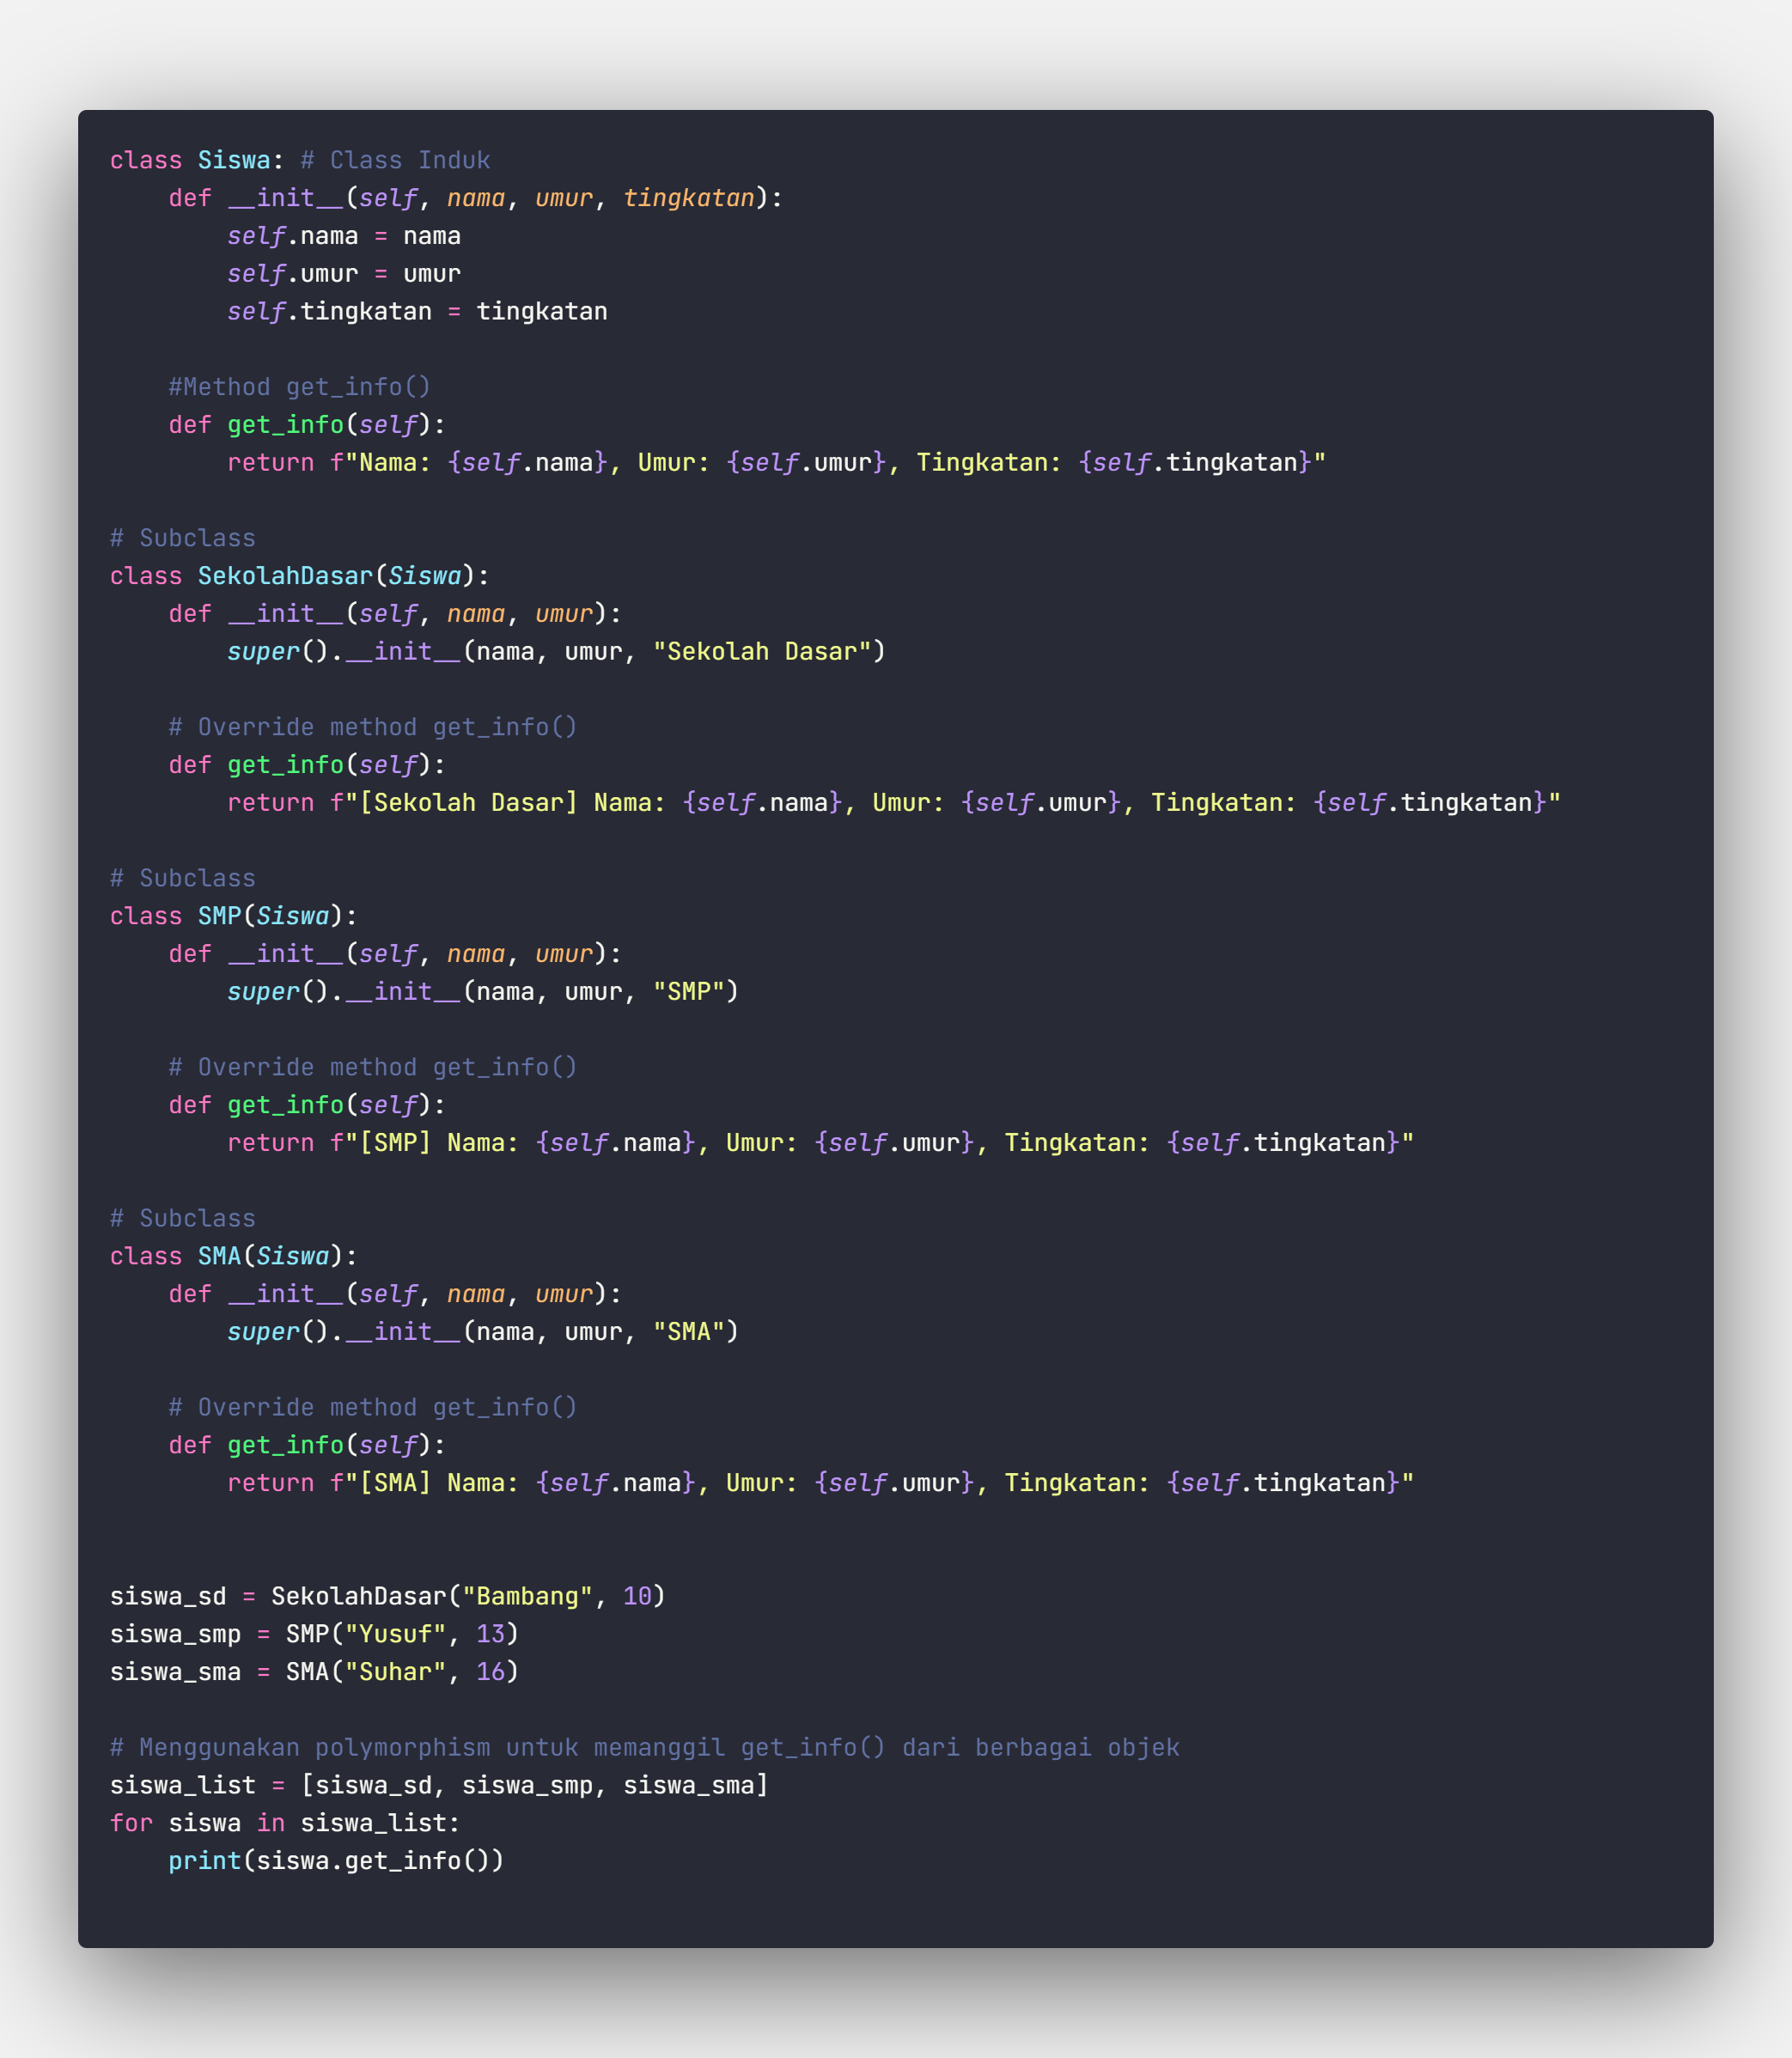 class Siswa: # Class Induk
    def __init__(self, nama, umur, tingkatan):
        self.nama = nama
        self.umur = umur
        self.tingkatan = tingkatan

    #Method get_info()
    def get_info(self):
        return f"Nama: {self.nama}, Umur: {self.umur}, Tingkatan: {self.tingkatan}"

# Subclass
class SekolahDasar(Siswa):
    def __init__(self, nama, umur):
        super().__init__(nama, umur, "Sekolah Dasar")

    # Override method get_info()
    def get_info(self):
        return f"[Sekolah Dasar] Nama: {self.nama}, Umur: {self.umur}, Tingkatan: {self.tingkatan}"

# Subclass
class SMP(Siswa):
    def __init__(self, nama, umur):
        super().__init__(nama, umur, "SMP")

    # Override method get_info()
    def get_info(self):
        return f"[SMP] Nama: {self.nama}, Umur: {self.umur}, Tingkatan: {self.tingkatan}"

# Subclass
class SMA(Siswa):
    def __init__(self, nama, umur):
        super().__init__(nama, umur, "SMA")

    # Override method get_info()
    def get_info(self):
        return f"[SMA] Nama: {self.nama}, Umur: {self.umur}, Tingkatan: {self.tingkatan}"


siswa_sd = SekolahDasar("Bambang", 10)
siswa_smp = SMP("Yusuf", 13)
siswa_sma = SMA("Suhar", 16)

# Menggunakan polymorphism untuk memanggil get_info() dari berbagai objek
siswa_list = [siswa_sd, siswa_smp, siswa_sma]
for siswa in siswa_list:
    print(siswa.get_info())